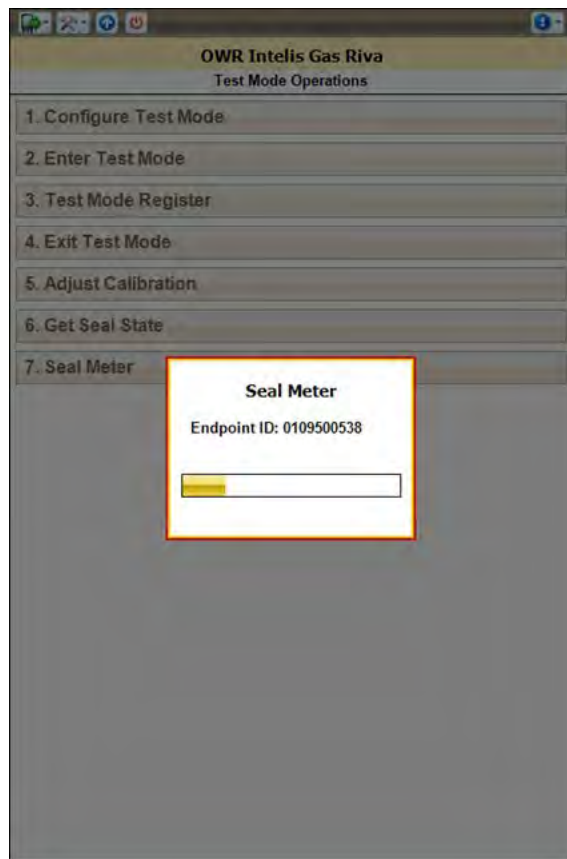 OWR Intelis Gas Riva
Test Mode Operations
1. Configure Test Mode
2. Enter Test Mode
3. Test Mode Register
4. Exit Test Mode
5. Adjust Calibration
6. Get Seal State
7. Seal Meter
Seal Meter
Endpoint ID: 0109500538